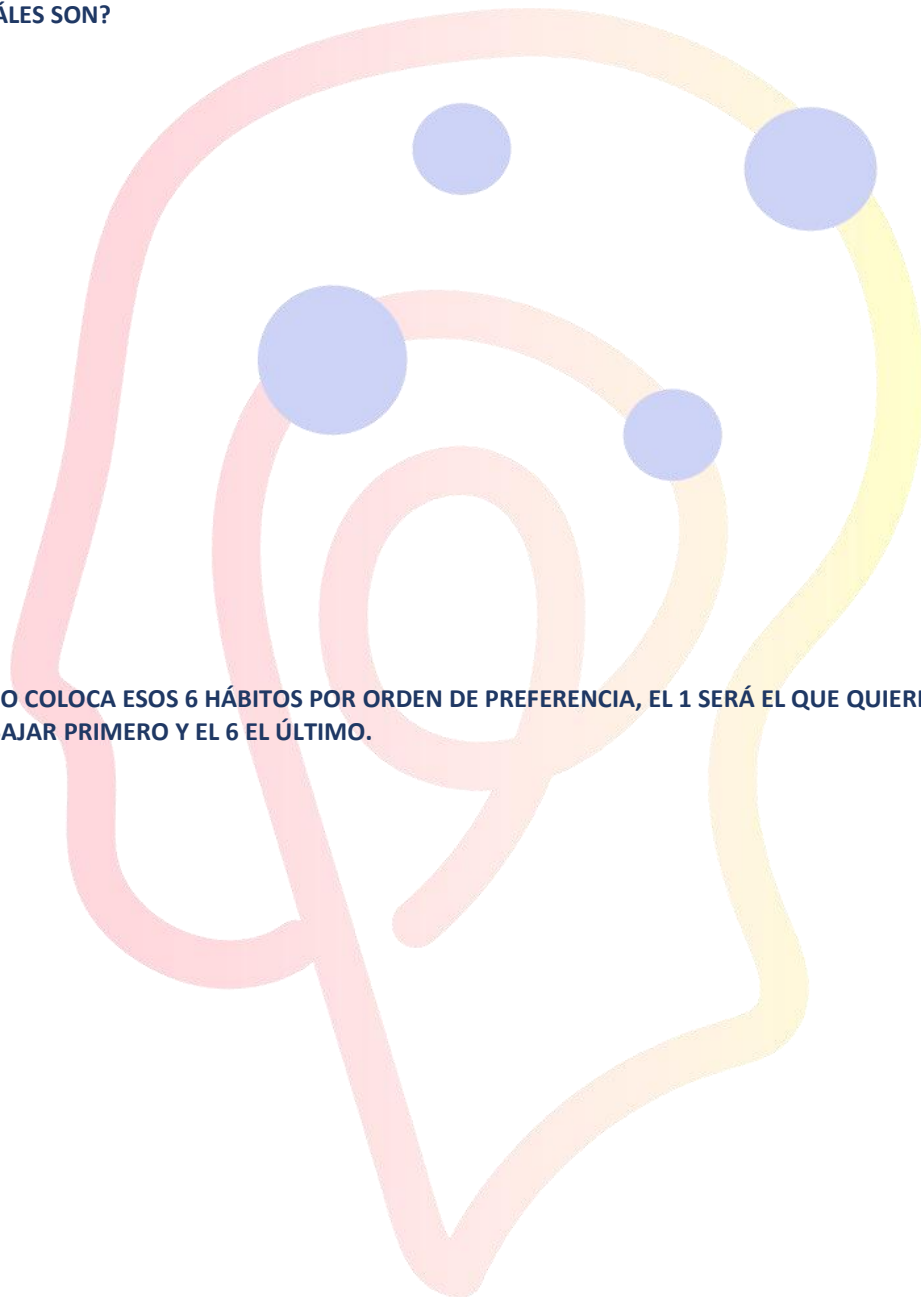 ÁLES SON?
O COLOCA ESOS 6 HÁBITOS POR ORDEN DE PREFERENCIA, EL 1 SERÁ EL QUE QUIER
AJAR PRIMERO Y EL 6 EL ÚLTIMO.